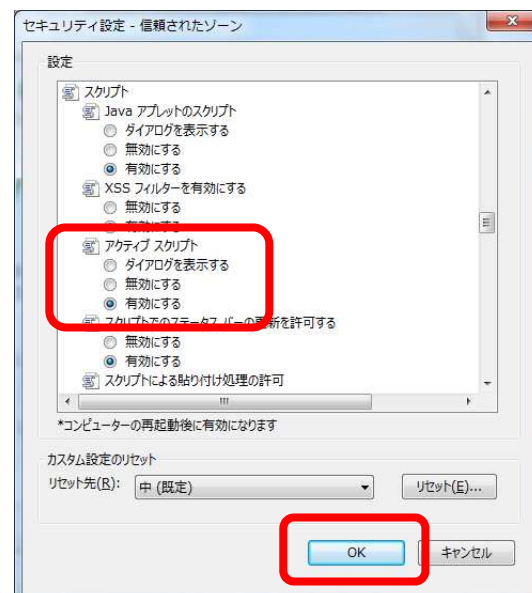 セキュリティ設定 - 信頼されたゾーン
設定
スクリプト
Java アプレットのスクリプト
ダイアログを表示する
無効にする
有効にする
XSS フィルターを有効にする
無効にする
有効にする
アクティブ スクリプト
ダイアログを表示する
無効にする
有効にする
スクリプトでのステータス バーの更新を許可する
無効にする
有効にする
スクリプトによる貼り付け処理の許可
*コンピューターの再起動後に有効になります
カスタム設定のリセット
リセット先(R): 中 (既定) リセット(E)...
OK キャンセル